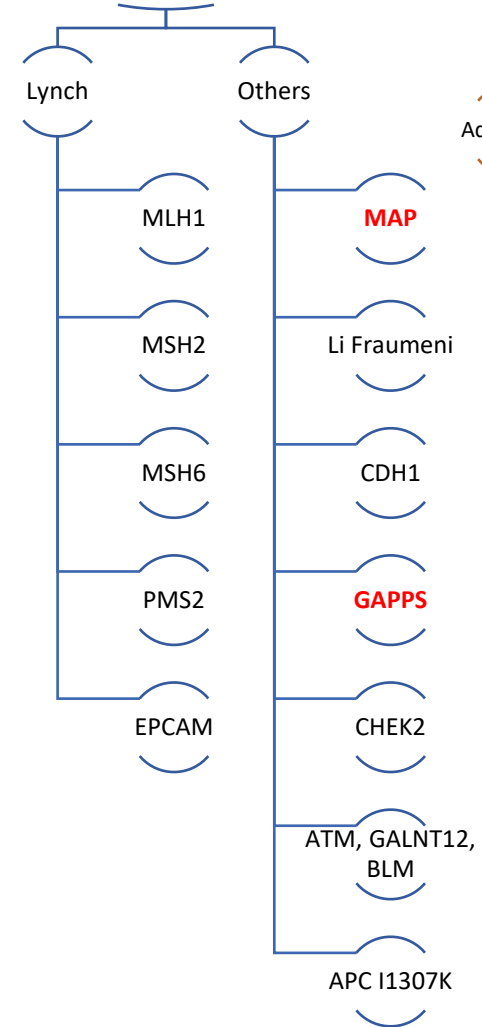 Lynch
Others
MLH1
MSH2
MSH6
PMS2
EPCAM
MAP
Li Fraumeni
CDH1
GAPPS
CHEK2
ATM, GALNT12,
BLM
APC I1307K